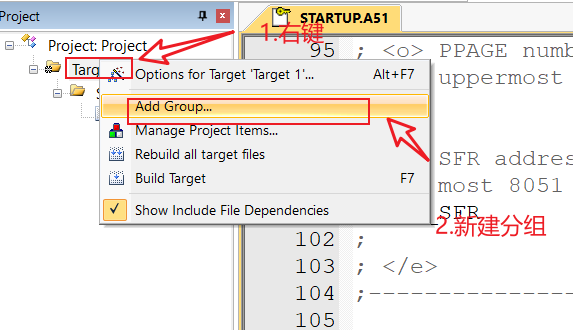 Project
STARTUP.A51
1.右键
Project: Project
95 ; <o> PPAGE numb
Targ
uppermost
Options for Target 'Target 1'... Alt+F7
Add Group...
Manage Project Items...
SFR addres
Rebuild all target files
most 8051
Build Target F7
SFR
Show Include File Dependencies
2.新建分组
102 ;
103 ; </e>
104 ;---------------
105